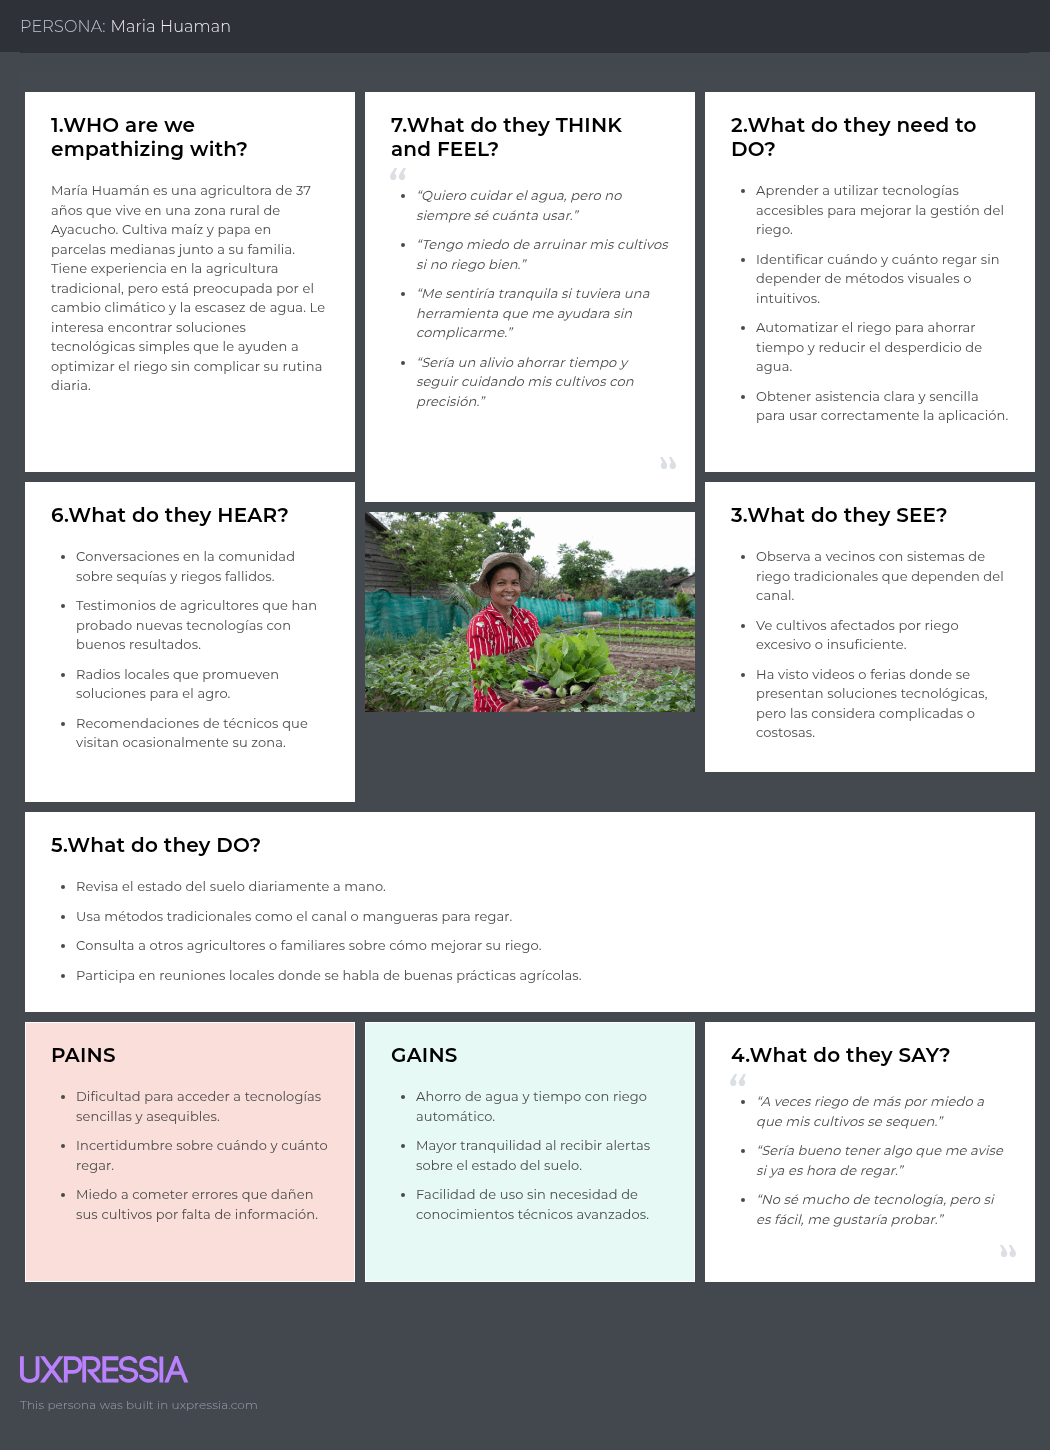 PERSONA: Maria Huaman
1.WHO are we
empathizing with?
María Huamán es una agricultora de 37
años que vive en una zona rural de
Ayacucho. Cultiva maíz y papa en
parcelas medianas junto a su familia.
Tiene experiencia en la agricultura
tradicional, pero está preocupada por el
cambio climático y la escasez de agua. Le
interesa encontrar soluciones
tecnológicas simples que le ayuden a
optimizar el riego sin complicar su rutina
diaria.
7.What do they THINK
and FEEL?
“
• “Quiero cuidar el agua, pero no
siempre sé cuánta usar.”
• “Tengo miedo de arruinar mis cultivos
si no riego bien.”
• “Me sentiría tranquila si tuviera una
herramienta que me ayudara sin
complicarme.”
• “Sería un alivio ahorrar tiempo y
seguir cuidando mis cultivos con
precisión.”
”
2.What do they need to
DO?
• Aprender a utilizar tecnologías
accesibles para mejorar la gestión del
riego.
• Identificar cuándo y cuánto regar sin
depender de métodos visuales o
intuitivos.
• Automatizar el riego para ahorrar
tiempo y reducir el desperdicio de
agua.
• Obtener asistencia clara y sencilla
para usar correctamente la aplicación.
6.What do they HEAR?
• Conversaciones en la comunidad
sobre sequías y riegos fallidos.
• Testimonios de agricultores que han
probado nuevas tecnologías con
buenos resultados.
• Radios locales que promueven
soluciones para el agro.
• Recomendaciones de técnicos que
visitan ocasionalmente su zona.
3.What do they SEE?
• Observa a vecinos con sistemas de
riego tradicionales que dependen del
canal.
• Ve cultivos afectados por riego
excesivo o insuficiente.
• Ha visto videos o ferias donde se
presentan soluciones tecnológicas,
pero las considera complicadas o
costosas.
5.What do they DO?
• Revisa el estado del suelo diariamente a mano.
• Usa métodos tradicionales como el canal o mangueras para regar.
• Consulta a otros agricultores o familiares sobre cómo mejorar su riego.
• Participa en reuniones locales donde se habla de buenas prácticas agrícolas.
PAINS
• Dificultad para acceder a tecnologías
sencillas y asequibles.
• Incertidumbre sobre cuándo y cuánto
regar.
• Miedo a cometer errores que dañen
sus cultivos por falta de información.
GAINS
• Ahorro de agua y tiempo con riego
automático.
• Mayor tranquilidad al recibir alertas
sobre el estado del suelo.
• Facilidad de uso sin necesidad de
conocimientos técnicos avanzados.
4.What do they SAY?
“
• “A veces riego de más por miedo a
que mis cultivos se sequen.”
• “Sería bueno tener algo que me avise
si ya es hora de regar.”
• “No sé mucho de tecnología, pero si
es fácil, me gustaría probar.”
”
UXPRESSIA
This persona was built in uxpressia.com